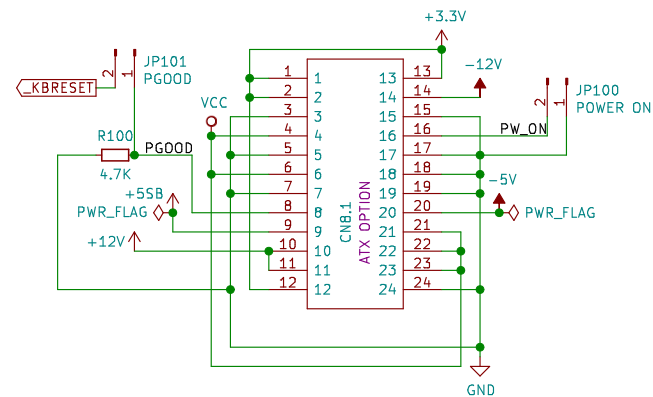 +3.3V
JP101
PGOOD
2
1
_KBRESET
-12V
JP100
POWER ON
2
1
VCC
PW_ON
R100
4.7K
PGOOD
+5SB
PWR_FLAG
+12V
-5V
PWR_FLAG
CN8.1
ATX OPTION
1 1 13 13
2 2 14 14
3 3 15 15
4 4 16 16
5 5 17 17
6 6 18 18
7 7 19 19
8 8 20 20
9 9 21 21
10 10 22 22
11 11 23 23
12 12 24 24
GND